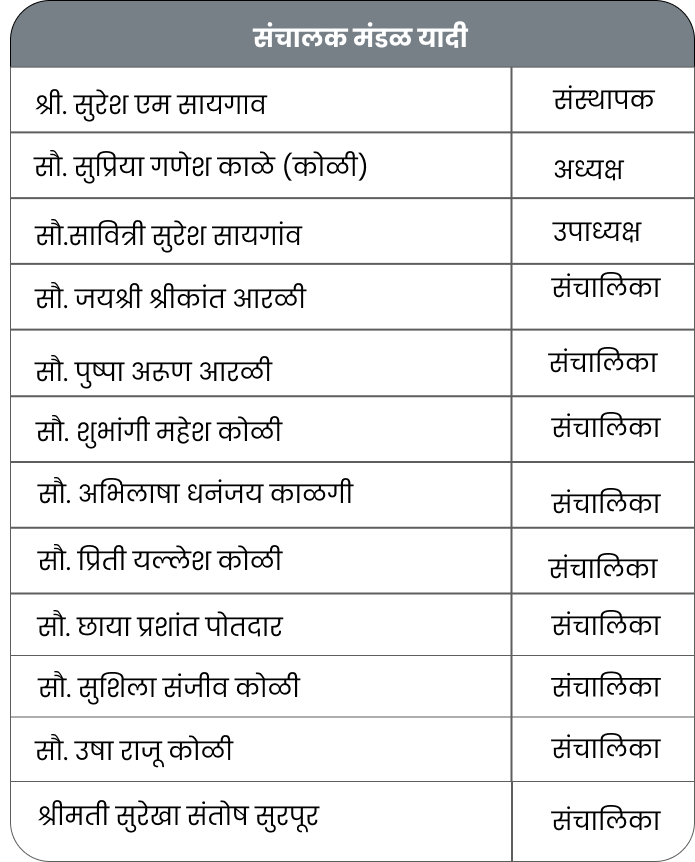 संचालक मंडळ यादी
श्री. सुरेश एम सायगाव संस्थापक
सौ. सुप्रिया गणेश काळे (कोळी) अध्यक्ष
सौ.सावित्री सुरेश सायगांव उपाध्यक्ष
सौ. जयश्री श्रीकांत आरळी संचालिका
सौ. पुष्पा अरूण आरळी संचालिका
सौ. शुभांगी महेश कोळी संचालिका
सौ. अभिलाषा धनंजय काळगी संचालिका
सौ. प्रिती यल्लेश कोळी संचालिका
सौ. छाया प्रशांत पोतदार संचालिका
सौ. सुशिला संजीव कोळी संचालिका
सौ. उषा राजू कोळी संचालिका
श्रीमती सुरेखा संतोष सुरपूर संचालिका